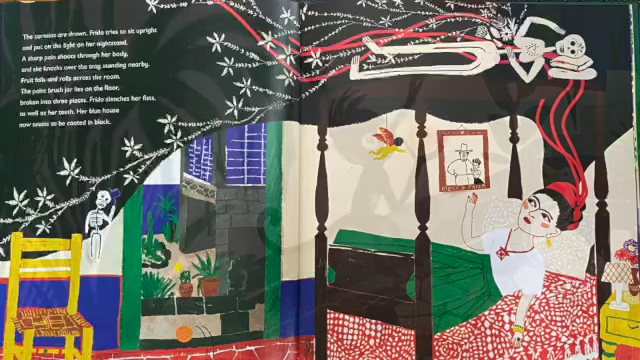 The curtains are drawn. Frida tries to sit upright
and put on the light on her nightstand.
A sharp pain shoots through her body,
and she knocks over the tray standing nearby.
Fruit falls and rolls across the room.
The paint brush jar lies on the floor,
broken into three pieces. Frida clenches her fists,
as well as her teeth. Her blue house
now seems to be coated in black.